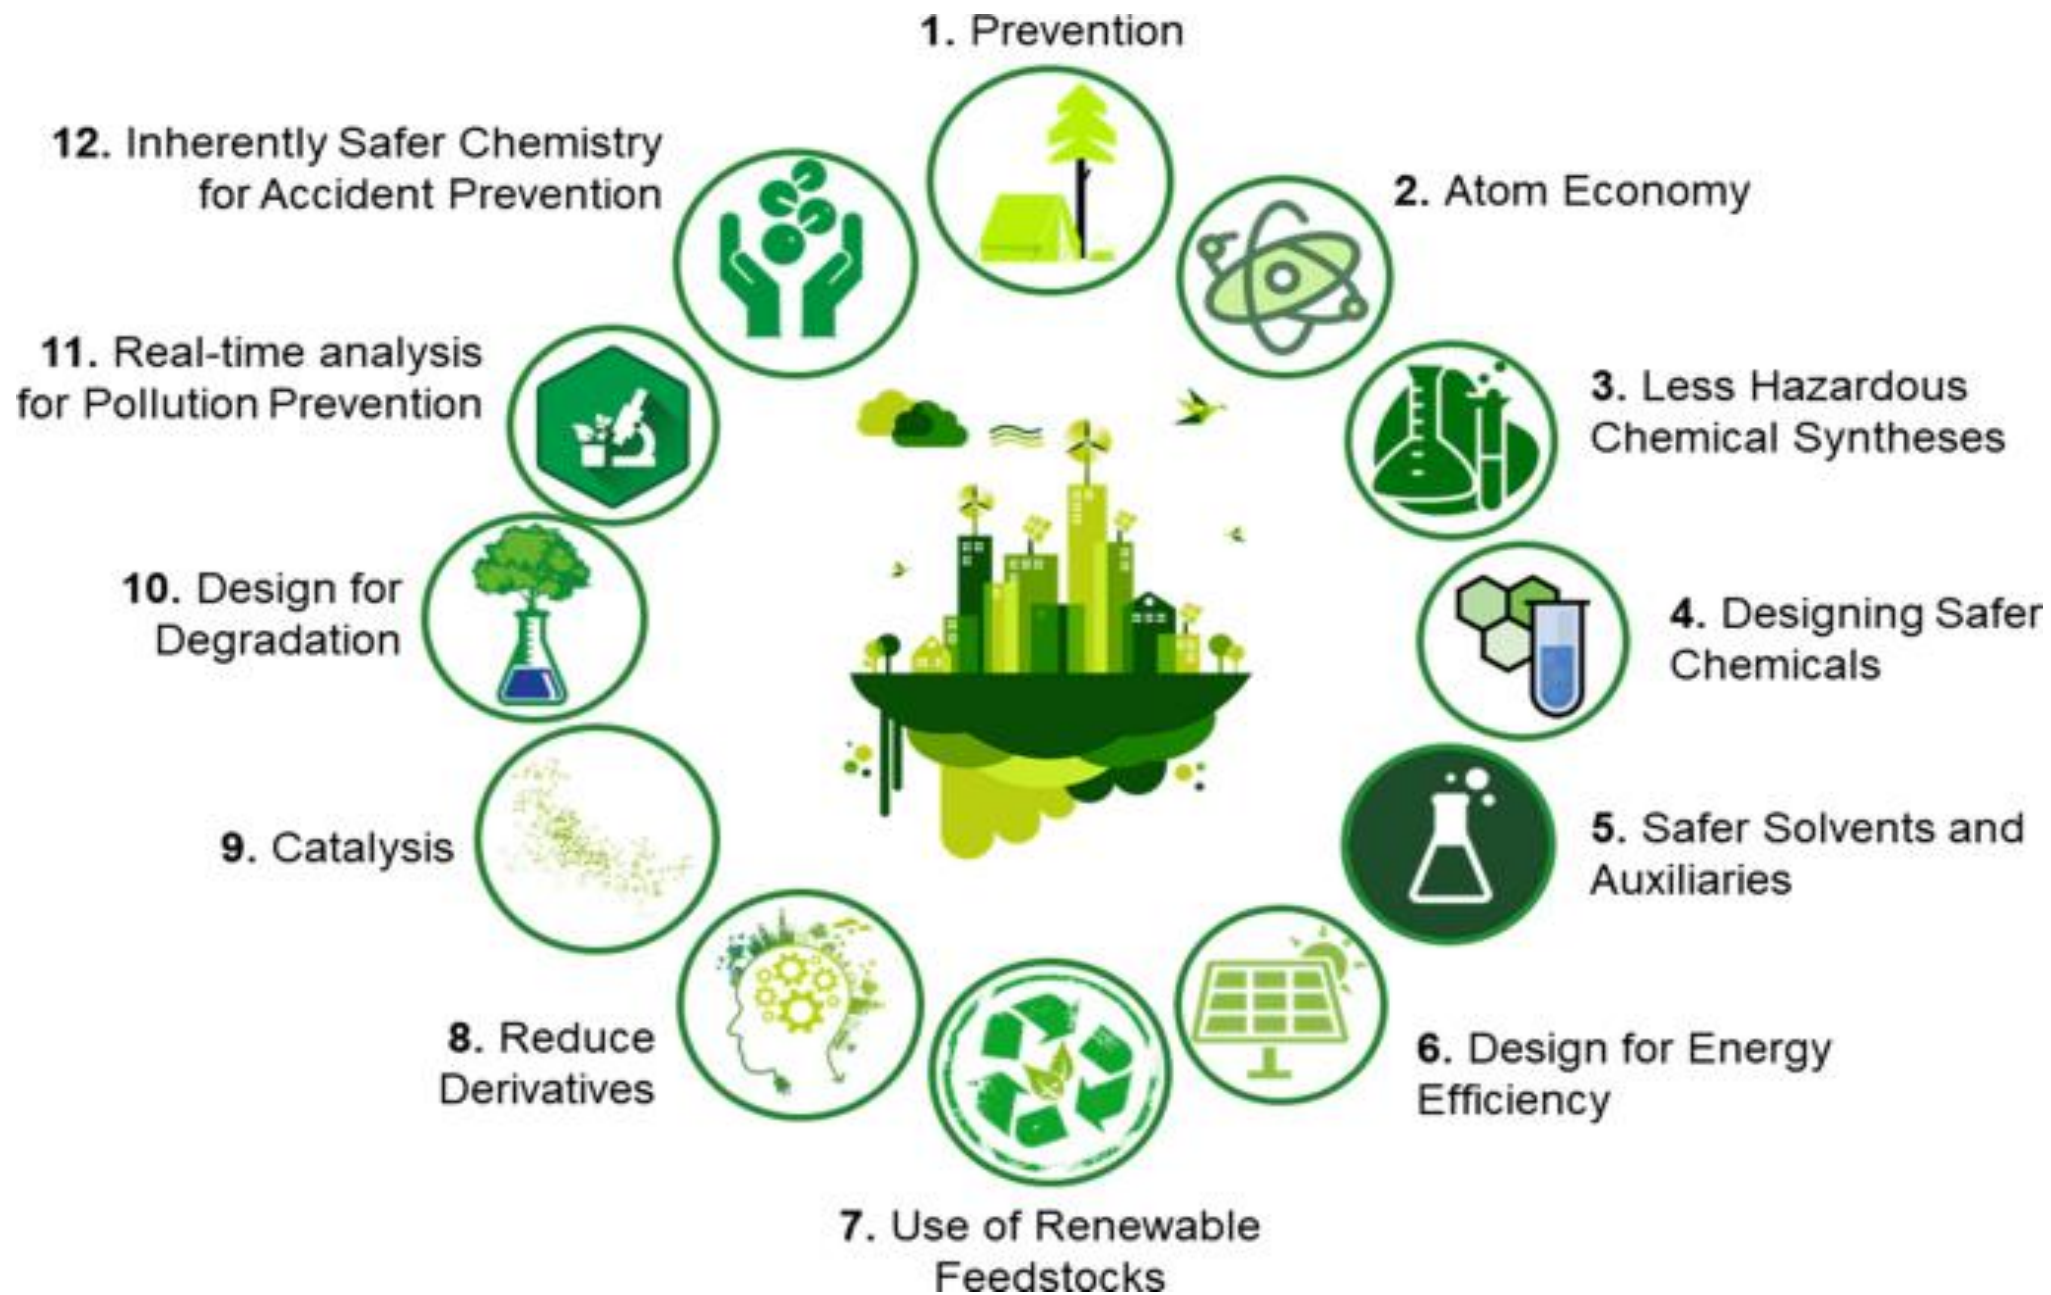 1. Prevention
2. Atom Economy
3. Less Hazardous
Chemical Syntheses
4. Designing Safer
Chemicals
5. Safer Solvents and
Auxiliaries
6. Design for Energy
Efficiency
7. Use of Renewable
Feedstocks
8. Reduce
Derivatives
9. Catalysis
10. Design for
Degradation
11. Real-time analysis
for Pollution Prevention
12. Inherently Safer Chemistry
for Accident Prevention